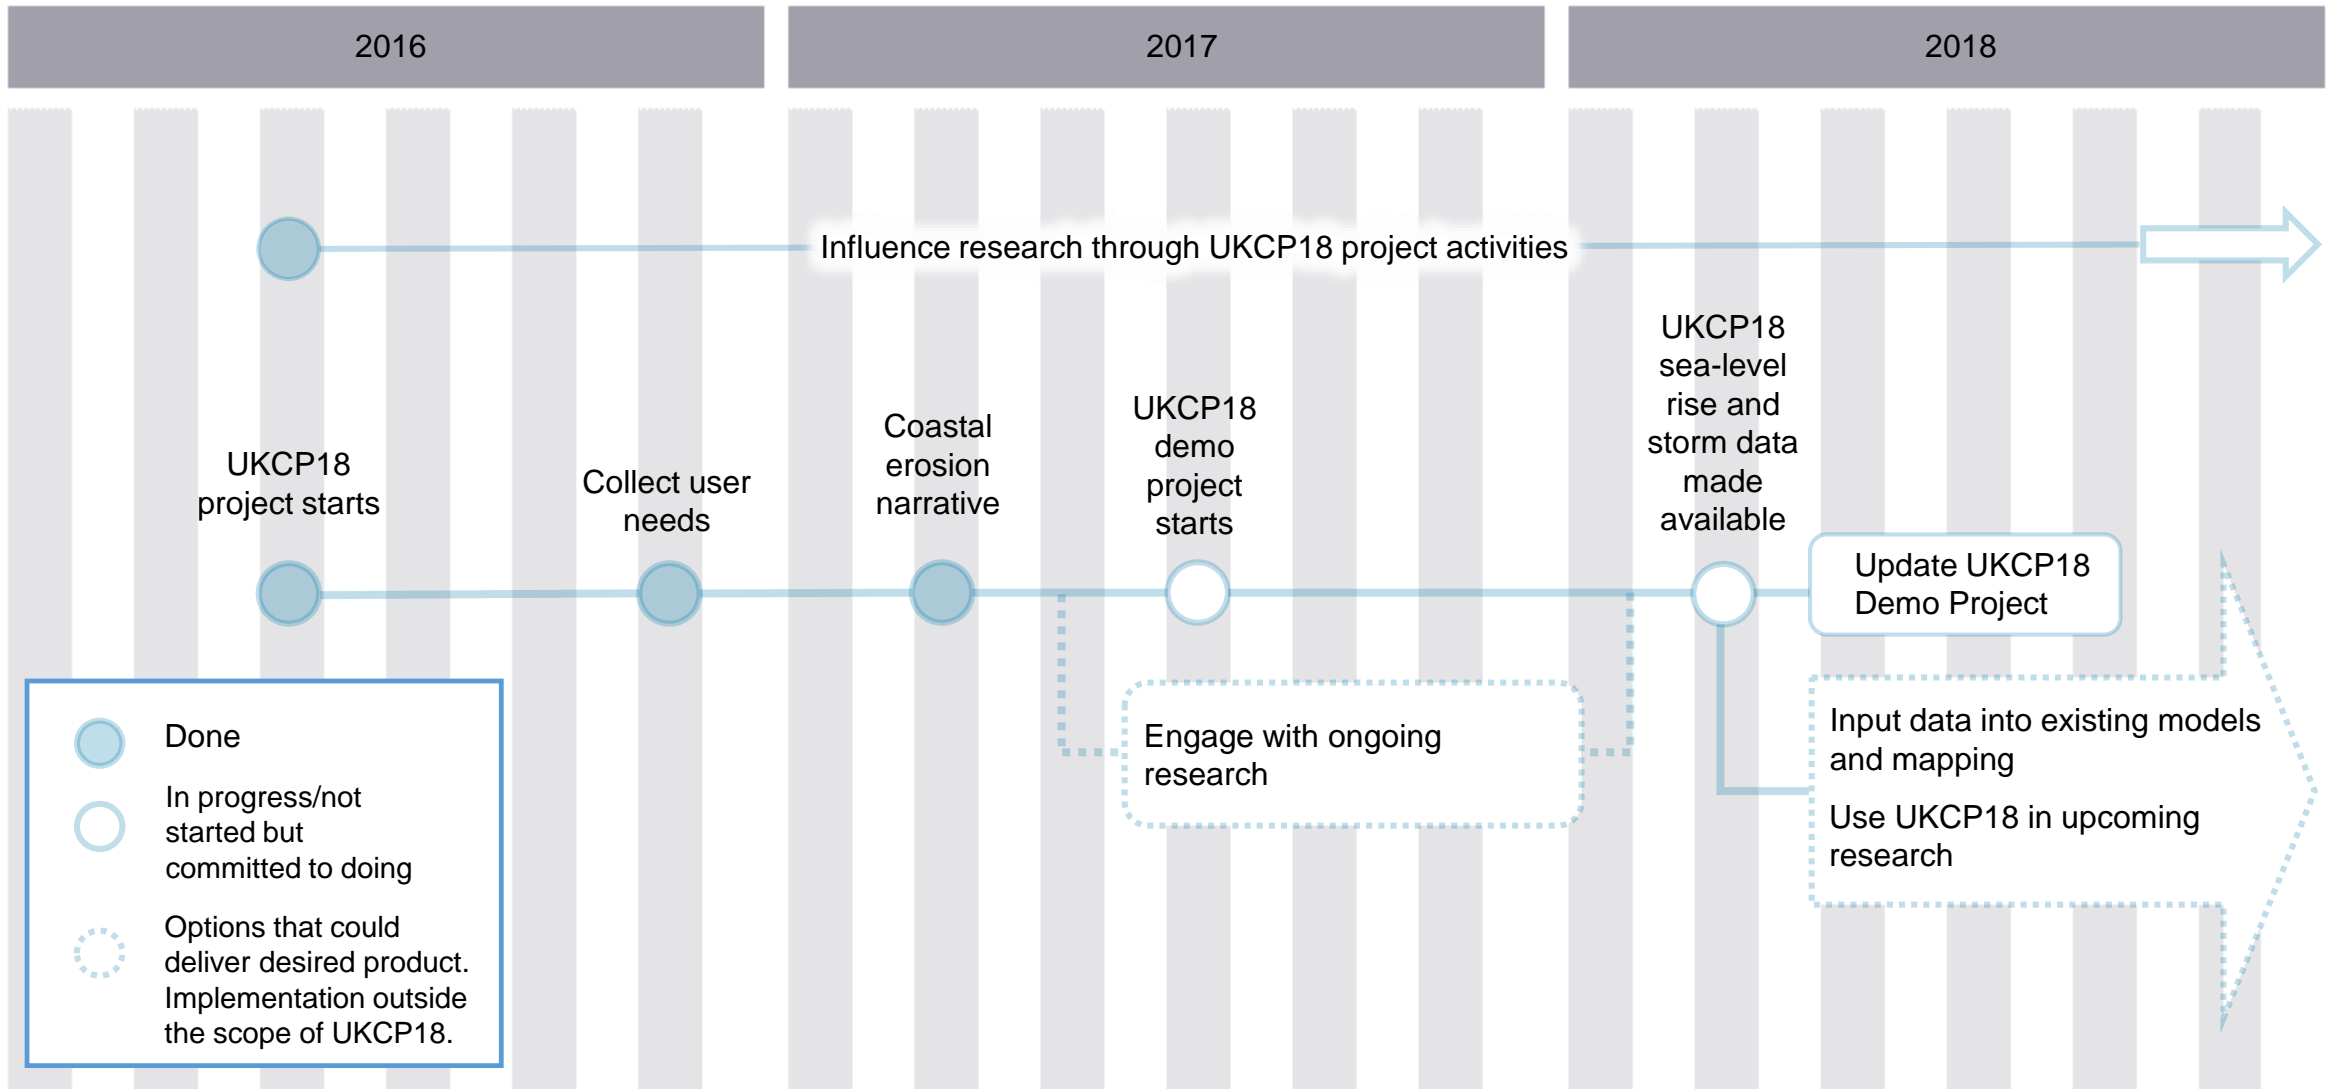 2016
2017
2018
Influence research through UKCP18 project activities
UKCP18
project starts
Collect user
needs
Coastal
erosion
narrative
UKCP18
demo
project
starts
UKCP18
sea-level
rise and
storm data
made
available
Update UKCP18
Demo Project
Engage with ongoing
research
Input data into existing models
and mapping
Use UKCP18 in upcoming
research
Done
In progress/not
started but
committed to doing
Options that could
deliver desired product.
Implementation outside
the scope of UKCP18.